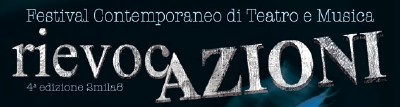 Festival Contemporaneo di Teatro e Musica
rievocAZIONI
4ª edizione 2mila8